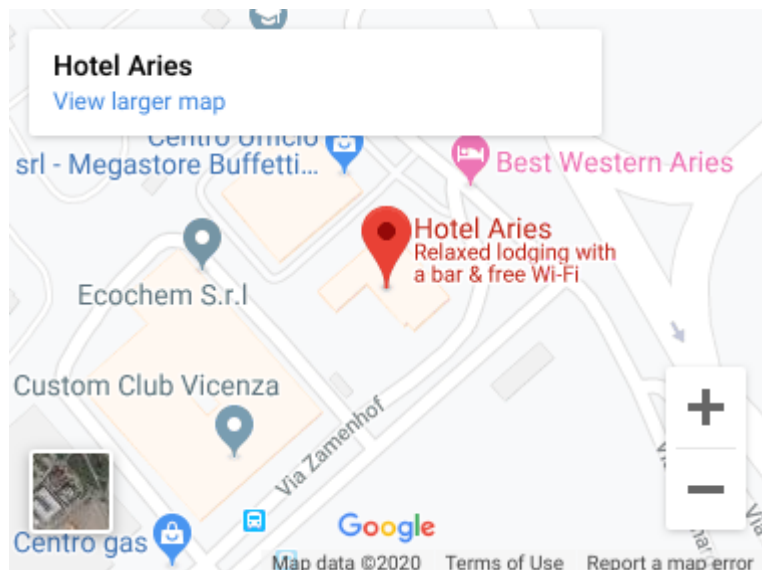 Hotel Aries
View larger map
Centro Ufficio
srl - Megastore Buffetti...
Best Western Aries
Hotel Aries
Relaxed lodging with
a bar & free Wi-Fi
Ecochem S.r.l
Custom Club Vicenza
Via Zamenhof
+
−
Via
Via
Google
Centro gas
Map data ©2020 Terms of Use Report a map error